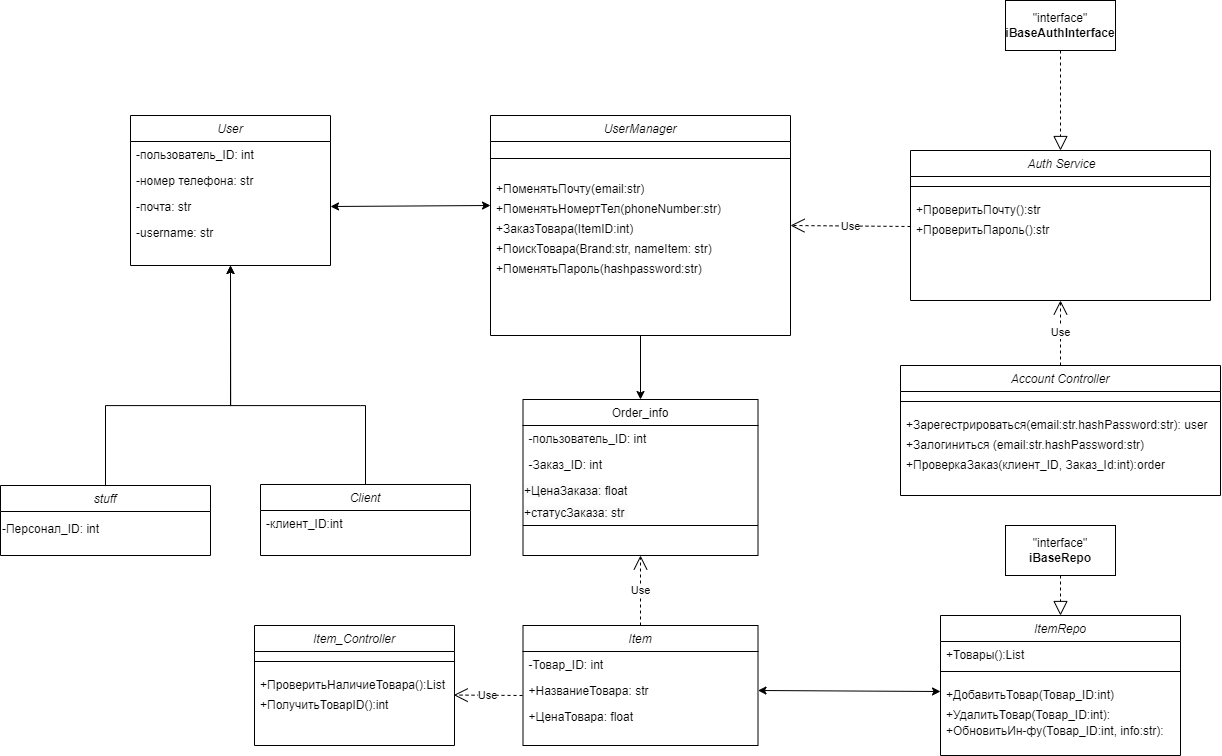 "interface"
iBaseAuthInterface
User
-пользователь_ID: int
-номер телефона: str
-почта: str
-username: str
UserManager
+ПоменятьПочту(email:str)
+ПоменятьНомертТел(phoneNumber:str)
+ЗаказТовара(ItemID:int)
+ПоискТовара(Brand:str, nameItem: str)
+ПоменятьПароль(hashpassword:str)
Use
Auth Service
+ПроверитьПочту():str
+ПроверитьПароль():str
Use
Account Controller
+Зарегестрироваться(email:str.hashPassword:str): user
+Залогиниться (email:str.hashPassword:str)
+ПроверкаЗаказ(клиент_ID, Заказ_Id:int):order
Order_info
-пользователь_ID: int
-Заказ_ID: int
+ЦенаЗаказа: float
+статусЗаказа: str
stuff
-Персонал_ID: int
Client
-клиент_ID:int
"interface"
iBaseRepo
Use
Item_Controller
+ПроверитьНаличиеТовара():List
+ПолучитьТоварID():int
Use
Item
-Товар_ID: int
+НазваниеТовара: str
+ЦенаТовара: float
ItemRepo
+Товары():List
+ДобавитьТовар(Товар_ID:int)
+УдалитьТовар(Товар_ID:int):
+ОбновитьИн-фу(Товар_ID:int, info:str):